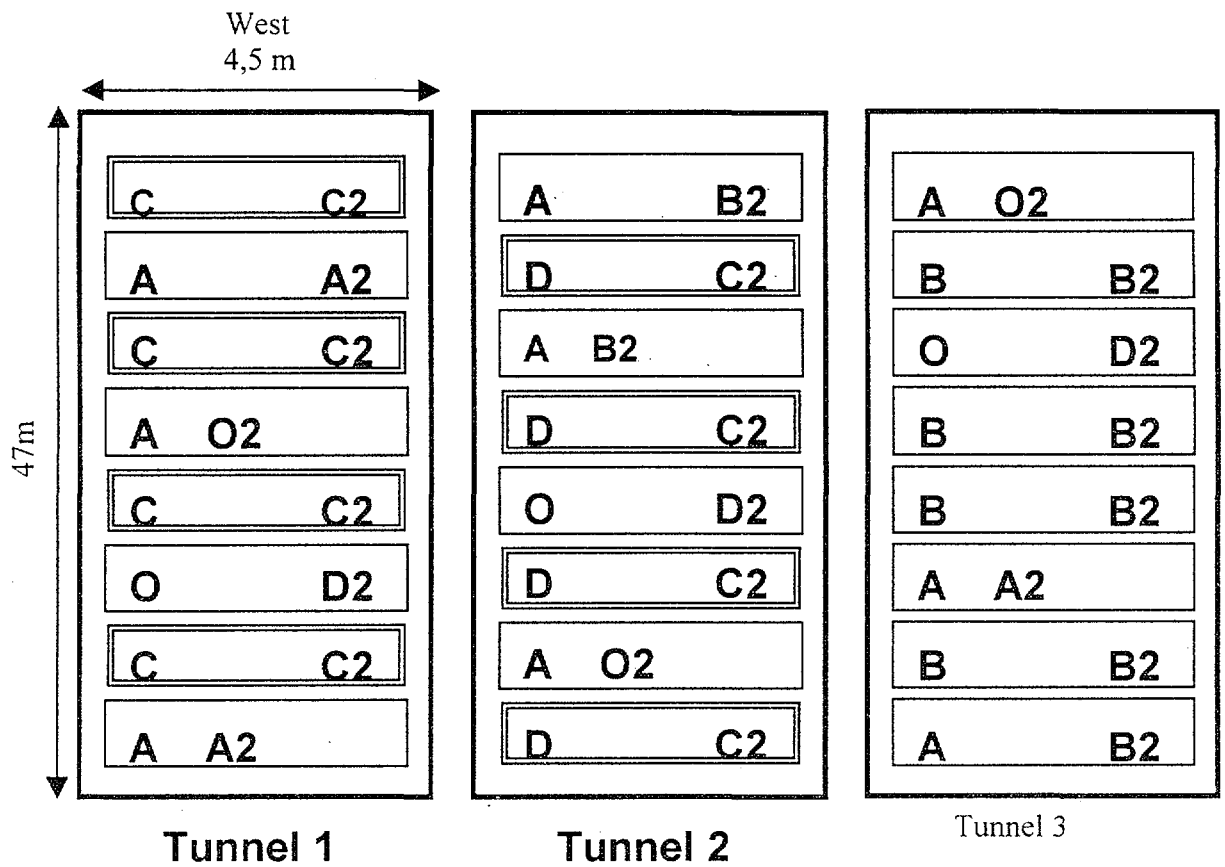 West
4,5 m
47m
C C2
A A2
C C2
A O2
C C2
O D2
C C2
A A2
Tunnel 1
A B2
D C2
A B2
D C2
O D2
D C2
A O2
D C2
Tunnel 2
A O2
B B2
O D2
B B2
B B2
A A2
B B2
A B2
Tunnel 3